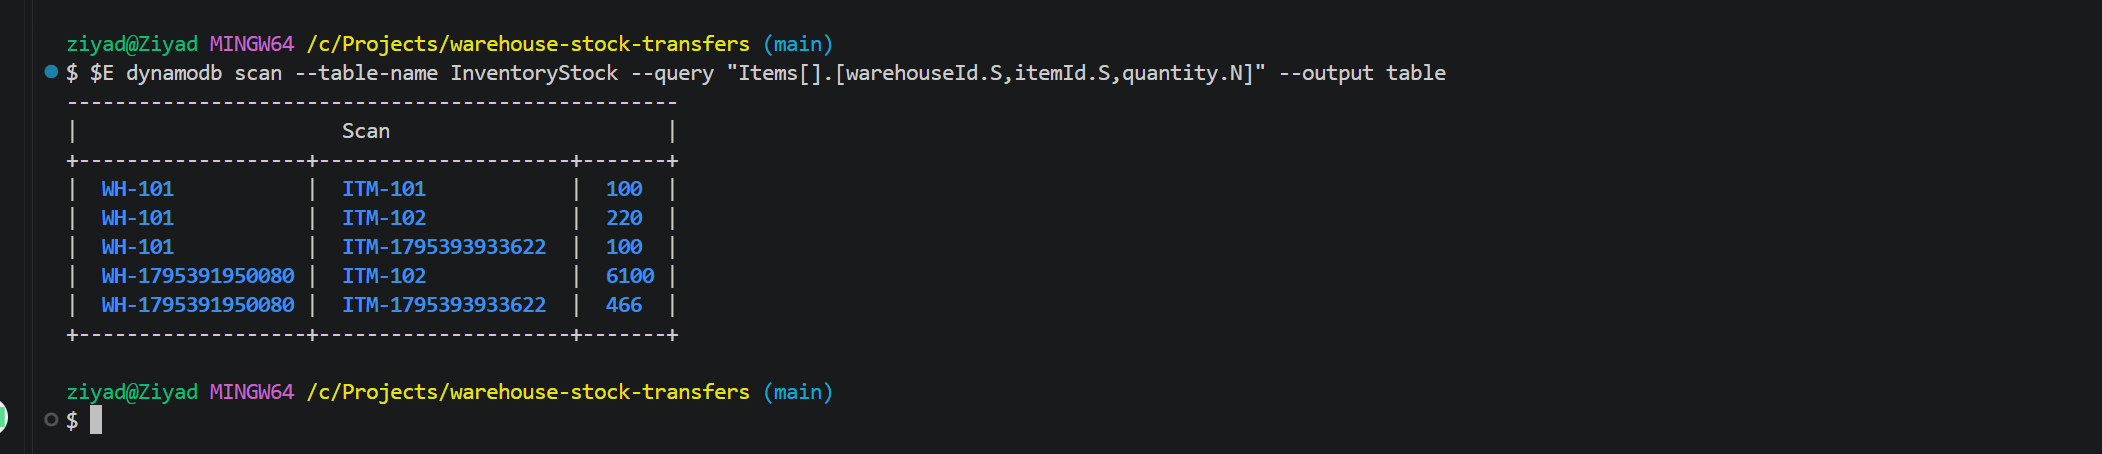 ziyad@Ziyad MINGW64 /c/Projects/warehouse-stock-transfers (main)
$ $E dynamodb scan --table-name InventoryStock --query "Items[].[warehouseId.S,itemId.S,quantity.N]" --output table
---------------------------------------------------
|                      Scan                       |
+-------------------+---------------------+-------+
|  WH-101           |  ITM-101            |  100  |
|  WH-101           |  ITM-102            |  220  |
|  WH-101           |  ITM-1795393933622  |  100  |
|  WH-1795391950080 |  ITM-102            |  6100 |
|  WH-1795391950080 |  ITM-1795393933622  |  466  |
+-------------------+---------------------+-------+
ziyad@Ziyad MINGW64 /c/Projects/warehouse-stock-transfers (main)
$